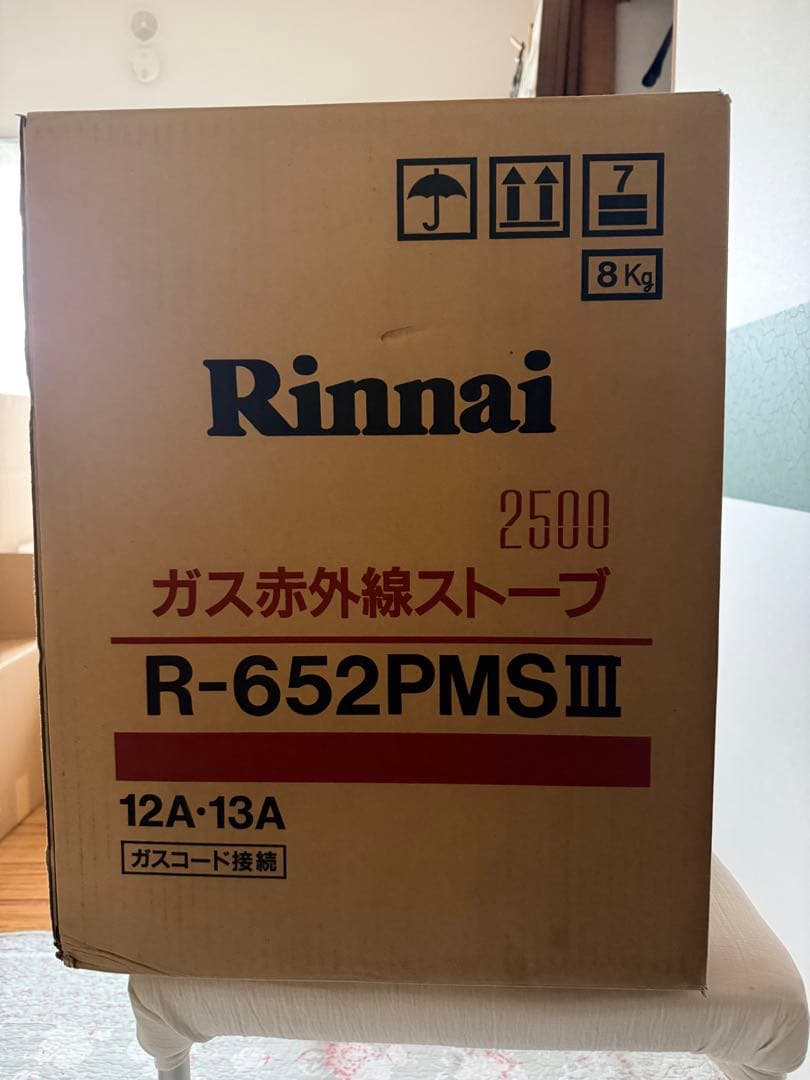 7
8Kg
Rinnai
2500
ガス赤外線ストーブ
R-652PMSIII
12A·13A
ガスコード接続